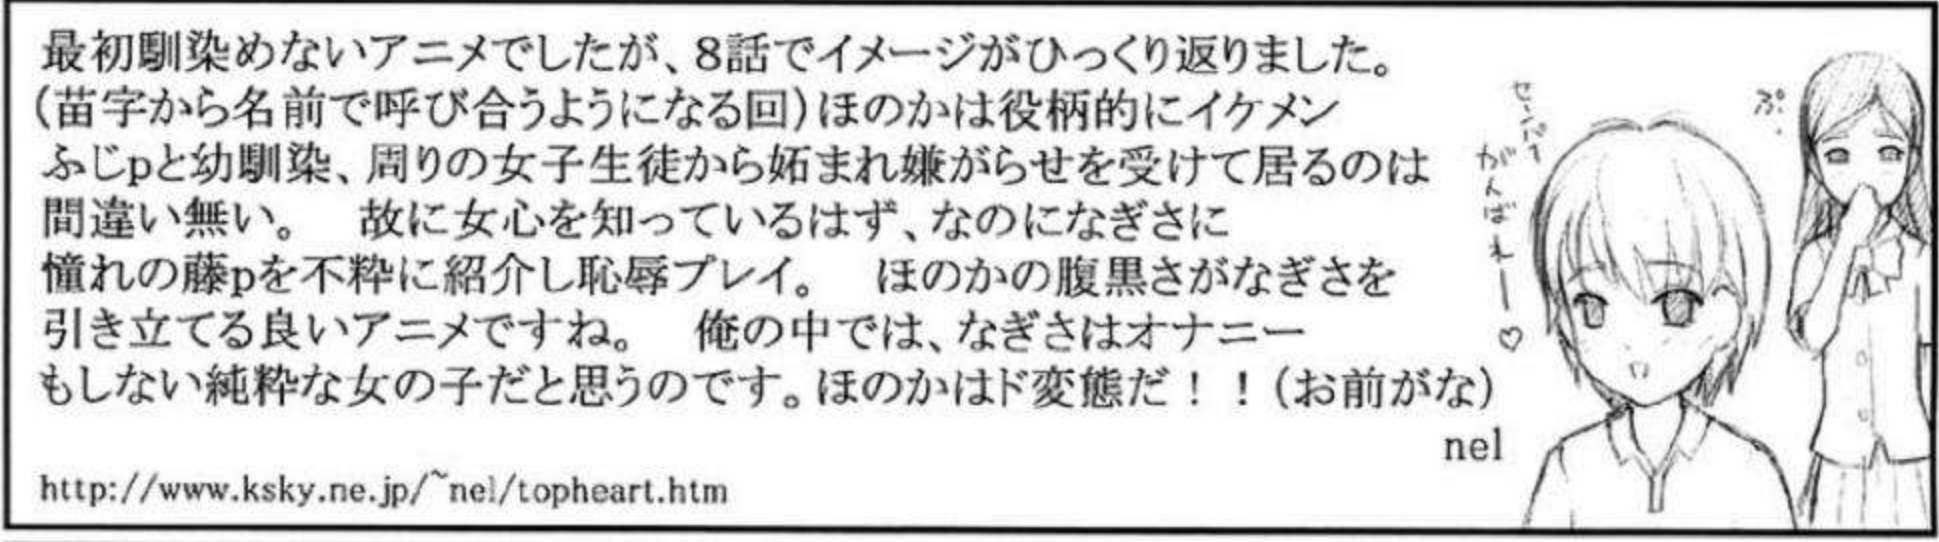 最初馴染めないアニメでしたが、8話でイメージがひっくり返りました。
(苗字から名前で呼び合うようになる回)ほのかは役柄的にイケメン
ふじpと幼馴染、周りの女子生徒から妬まれ嫌がらせを受けて居るのは
間違い無い。　故に女心を知っているはず、なのになぎさに
憧れの藤pを不粋に紹介し恥辱プレイ。　ほのかの腹黒さがなぎさを
引き立てる良いアニメですね。　俺の中では、なぎさはオナニー
もしない純粋な女の子だと思うのです。ほのかはド変態だ！！(お前がな)
nel
http://www.ksky.ne.jp/~nel/topheart.htm
がんばれー♡
ぷ。